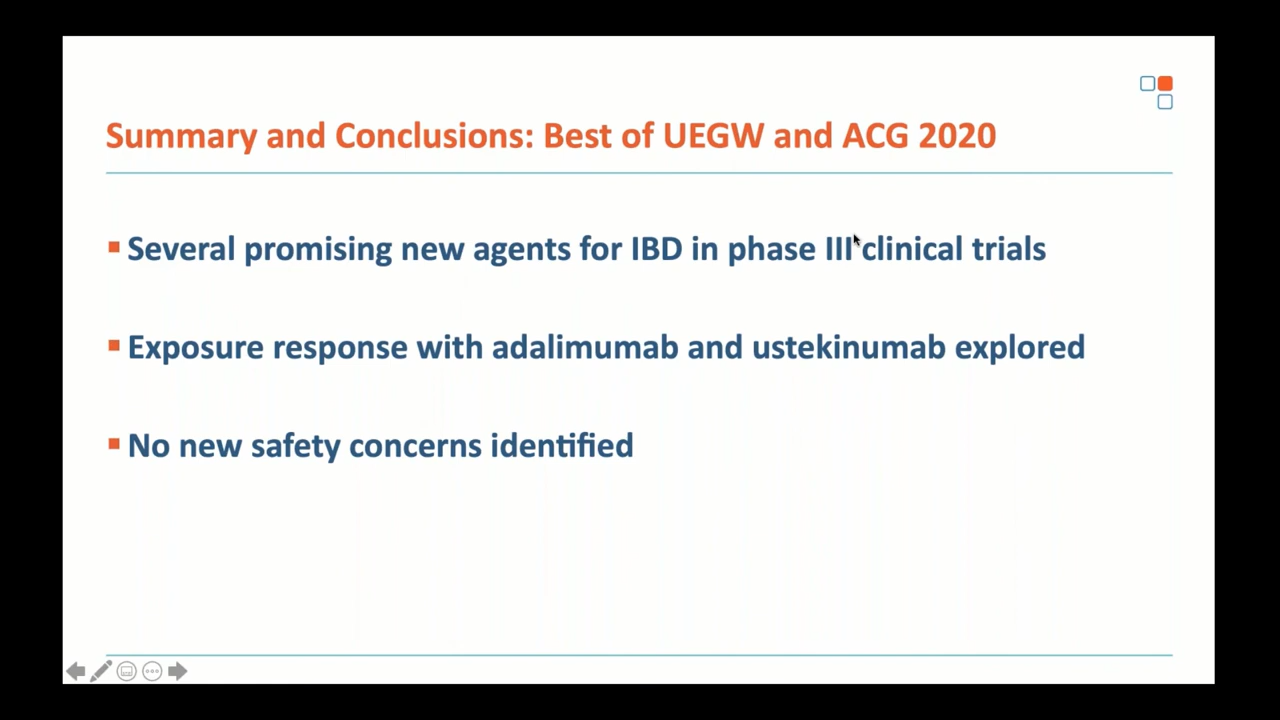 Summary and Conclusions: Best of UEGW and ACG 2020
Several promising new agents for IBD in phase III clinical trials
Exposure response with adalimumab and ustekinumab explored
No new safety concerns identified